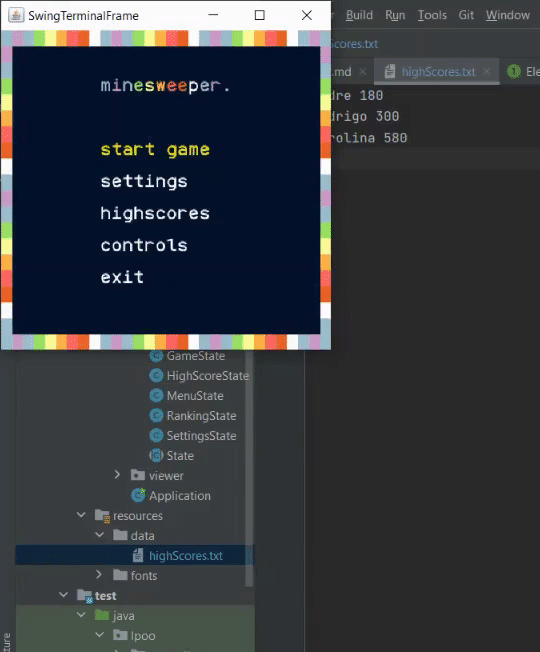 SwingTerminalFrame
Build Run Tools Git Window
cores.txt
.md highScores.txt Ele
dre 180
drigo 300
rolina 580
minesweeper.
start game
settings
highscores
controls
exit
GameState
HighScoreState
MenuState
RankingState
SettingsState
State
viewer
Application
resources
data
highScores.txt
fonts
test
java
lpoo
cture